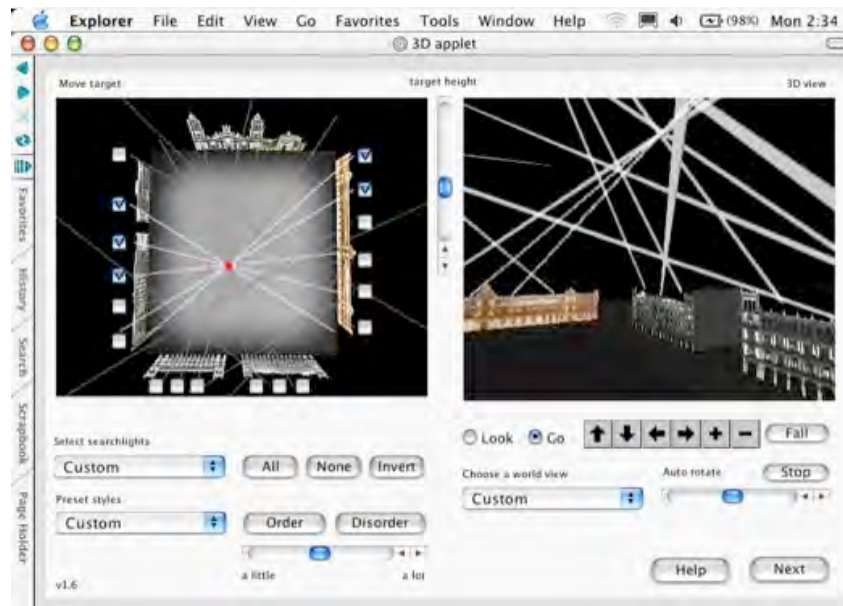 Explorer File Edit View Go Favorites Tools Window Help (98%) Mon 2:34
3D applet
Move target
target height
3D view
Favorites
History
Search
Scrapbook
Page Holder
Select searchlights
Custom
All
None
Invert
Preset styles
Custom
Order
Disorder
a little
a lot
v1.6
Look
Go
Fall
Choose a world view
Custom
Auto rotate
Stop
Help
Next